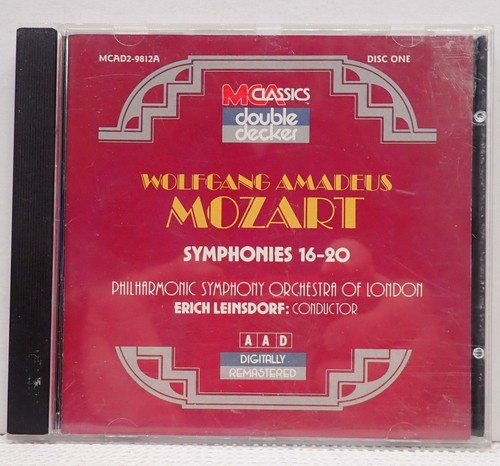 MCAD2-9812A DISC ONE
MCA CLASSICS
double
decker
WOLFGANG AMADEUS
MOZART
SYMPHONIES 16-20
PHILHARMONIC SYMPHONY ORCHESTRA OF LONDON
ERICH LEINSDORF: CONDUCTOR
A A D
DIGITALLY
REMASTERED